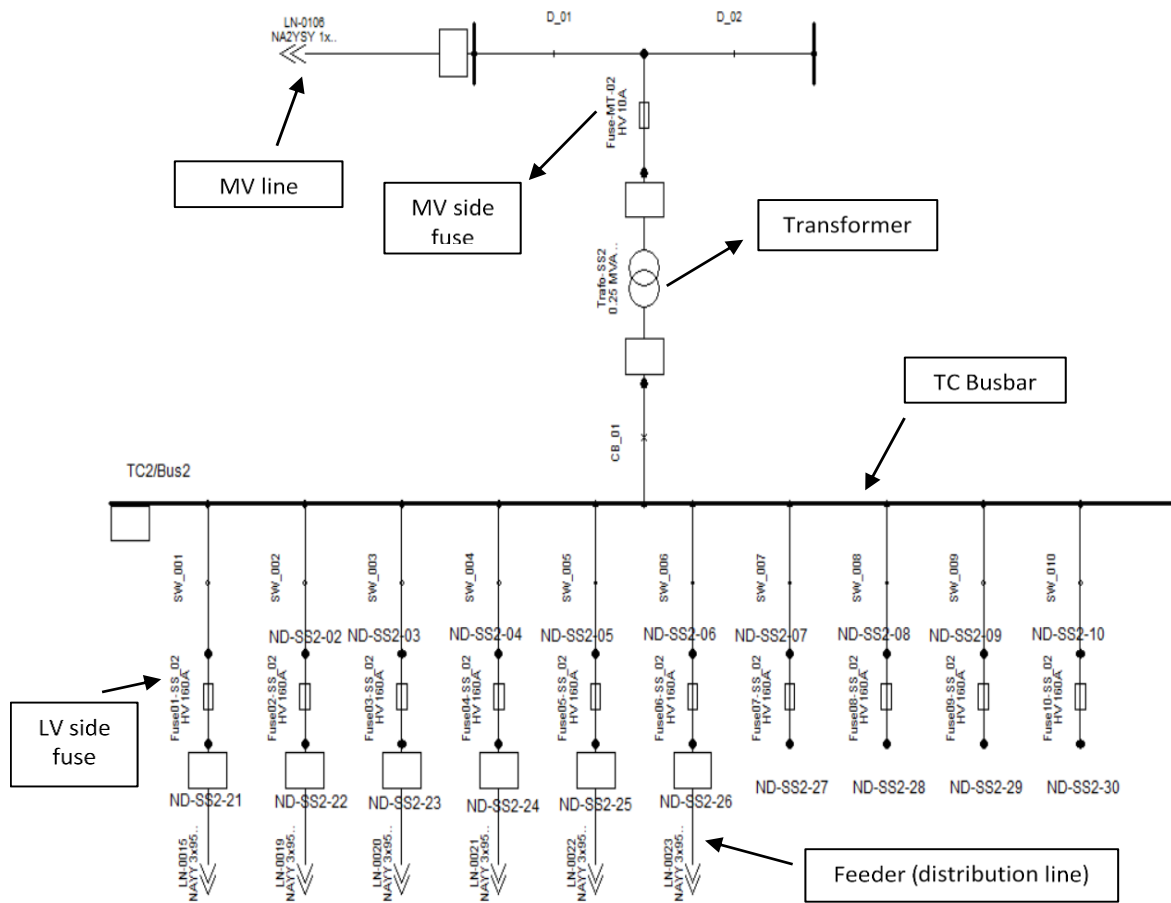 LN-0106
NA2YSY 1x..
D_01
D_02
Fuse-MT-02
HV 10A
MV line
MV side
fuse
Transformer
Trafo-SS2
0.25 MVA..
TC Busbar
CB_01
TC2/Bus2
SW_001
SW_002
SW_003
SW_004
SW_005
SW_006
SW_007
SW_008
SW_009
SW_010
ND-SS2-02
ND-SS2-03
ND-SS2-04
ND-SS2-05
ND-SS2-06
ND-SS2-07
ND-SS2-08
ND-SS2-09
ND-SS2-10
Fuse01-SS_02
HV 160A
Fuse02-SS_02
HV 160A
Fuse03-SS_02
HV 160A
Fuse04-SS_02
HV 160A
Fuse05-SS_02
HV 160A
Fuse06-SS_02
HV 160A
Fuse07-SS_02
HV 160A
Fuse08-SS_02
HV 160A
Fuse09-SS_02
HV 160A
Fuse10-SS_02
HV 160A
LV side
fuse
ND-SS2-21
ND-SS2-22
ND-SS2-23
ND-SS2-24
ND-SS2-25
ND-SS2-26
ND-SS2-27
ND-SS2-28
ND-SS2-29
ND-SS2-30
LN-0015
NAYY 3x95..
LN-0019
NAYY 3x95..
LN-0020
NAYY 3x95..
LN-0021
NAYY 3x95..
LN-0022
NAYY 3x95..
LN-0023
NAYY 3x95..
Feeder (distribution line)